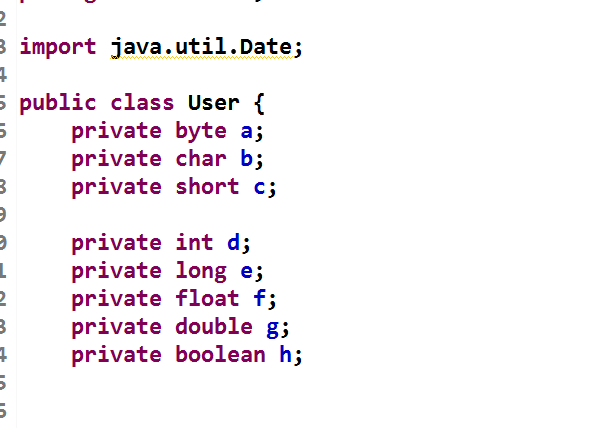 2
3 import java.util.Date;
4
5 public class User {
6 private byte a;
7 private char b;
8 private short c;
9
0 private int d;
1 private long e;
2 private float f;
3 private double g;
4 private boolean h;
5
6